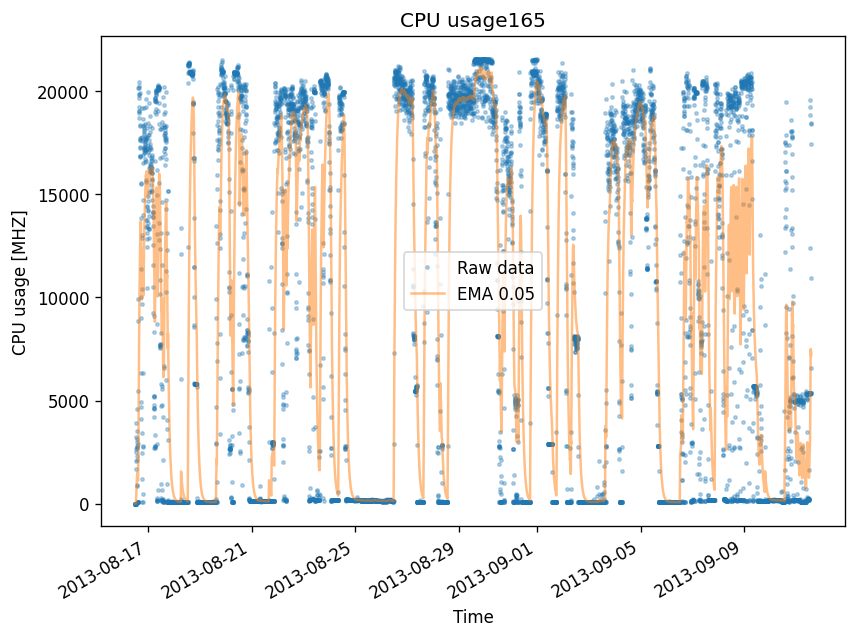 CPU usage165
CPU usage [MHZ]
20000
15000
10000
5000
0
Raw data
EMA 0.05
2013-08-17
2013-08-21
2013-08-25
2013-08-29
2013-09-01
2013-09-05
2013-09-09
Time